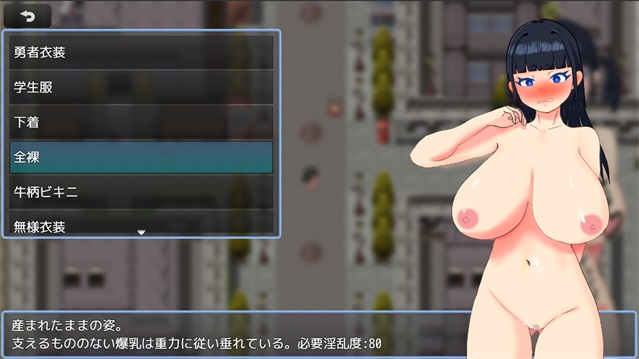 勇者衣装
学生服
下着
全裸
牛柄ビキニ
無様衣装
産まれたままの姿。
支えるもののない爆乳は重力に従い垂れている。必要淫乱度:80